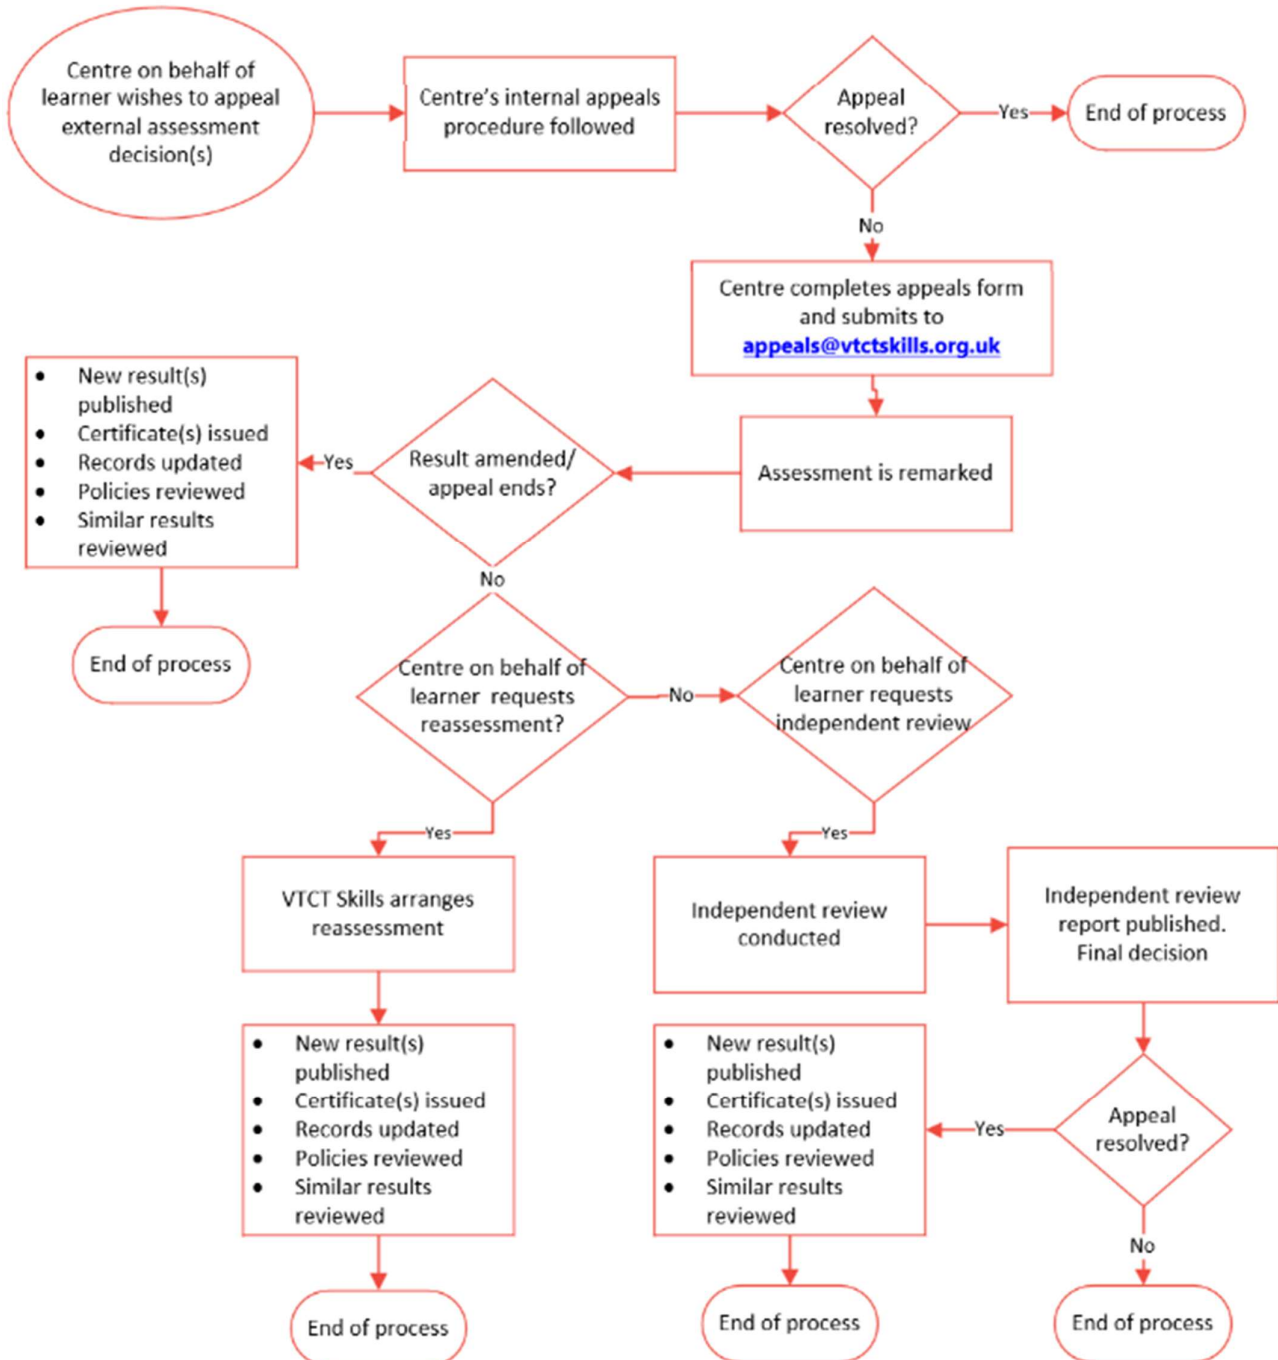 Centre on behalf of
learner wishes to appeal
external assessment
decision(s)
Centre's internal appeals
procedure followed
Appeal
resolved?
Yes
End of process
No
Centre completes appeals form
and submits to
appeals@vtctskills.org.uk
Assessment is remarked
Result amended/
appeal ends?
Yes
• New result(s)
published
• Certificate(s) issued
• Records updated
• Policies reviewed
• Similar results
reviewed
End of process
No
Centre on behalf of
learner requests
reassessment?
No
Centre on behalf of
learner requests
independent review
Yes
VTCT Skills arranges
reassessment
• New result(s)
published
• Certificate(s) issued
• Records updated
• Policies reviewed
• Similar results
reviewed
End of process
Yes
Independent review
conducted
Independent review
report published.
Final decision
Appeal
resolved?
Yes
• New result(s)
published
• Certificate(s) issued
• Records updated
• Policies reviewed
• Similar results
reviewed
End of process
No
End of process